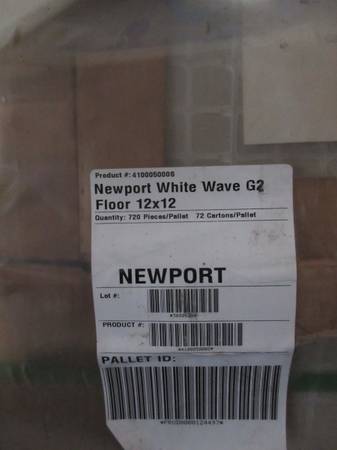 Product #: 4100050008
Newport White Wave G2
Floor 12x12
Quantity: 720 Pieces/Pallet 72 Cartons/Pallet
NEWPORT
Lot #:
PRODUCT #:
PALLET ID: